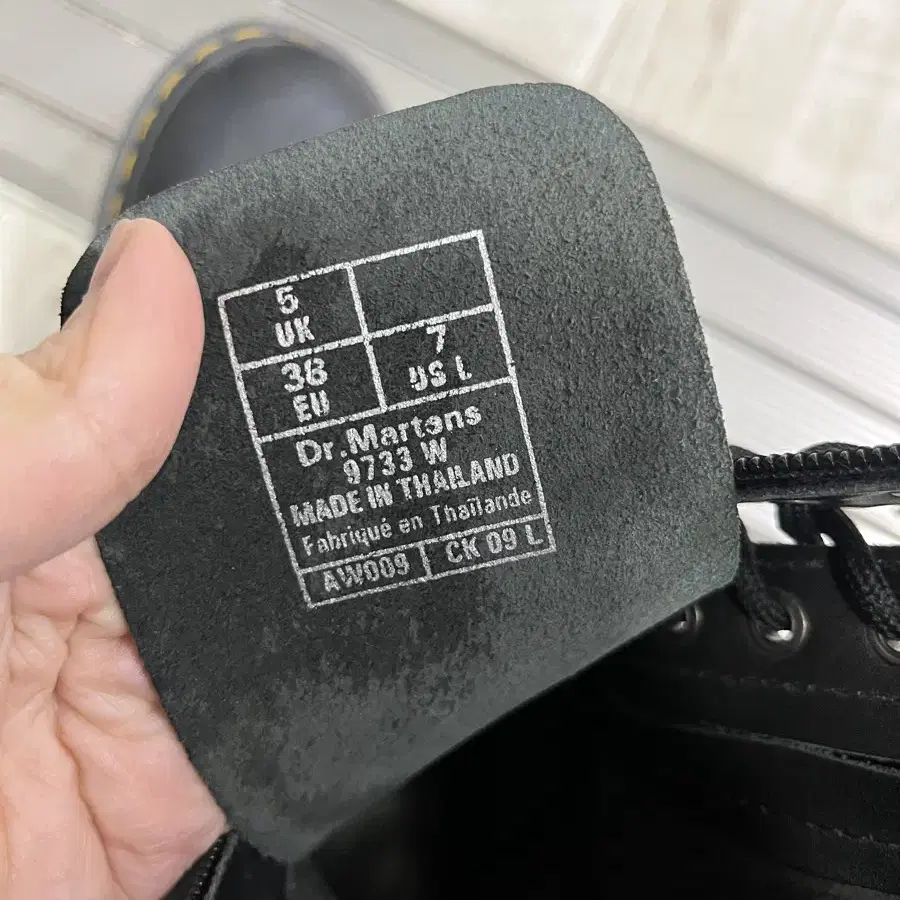 5
UK
38 7
EU US L
Dr.Martens
9733 W
MADE IN THAILAND
Fabriqué en Thaïlande
AW009 CK 09 L